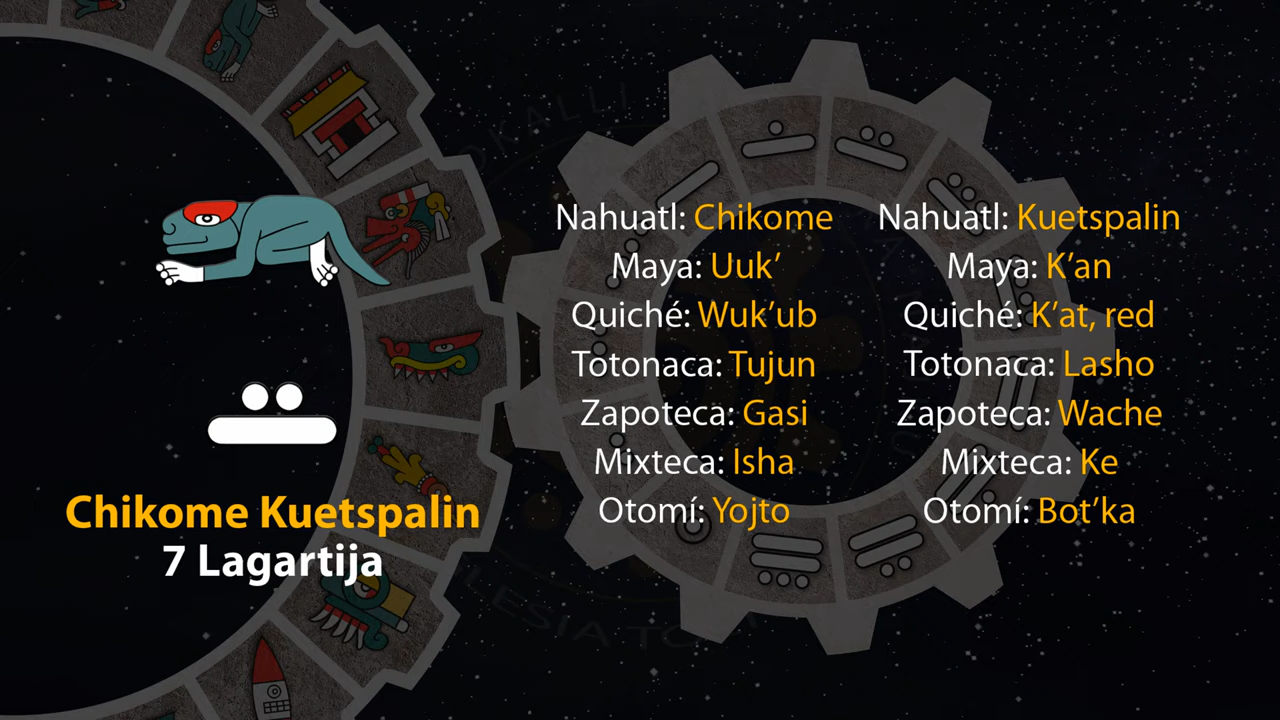 Chikome Kuetspalin
7 Lagartija
Nahuatl: Chikome
Maya: Uuk’
Quiché: Wuk’ub
Totonaca: Tujun
Zapoteca: Gasi
Mixteca: Isha
Otomí: Yojto
Nahuatl: Kuetspalin
Maya: K’an
Quiché: K’at, red
Totonaca: Lasho
Zapoteca: Wache
Mixteca: Ke
Otomí: Bot’ka